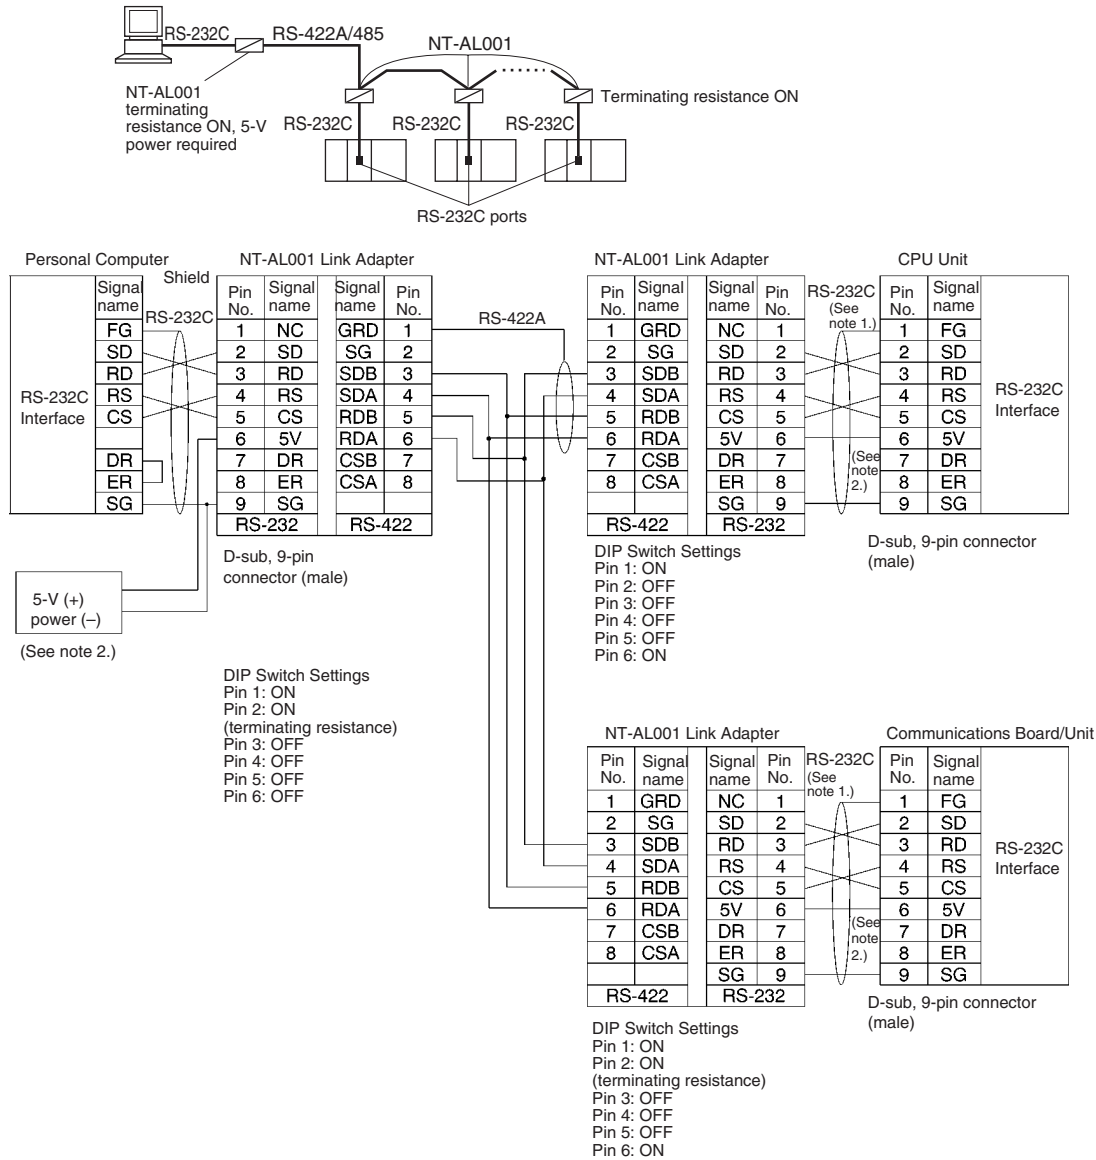 RS-232C
RS-422A/485
NT-AL001
NT-AL001
terminating
resistance ON, 5-V
power required
Terminating resistance ON
RS-232C RS-232C RS-232C
RS-232C ports
Personal Computer
Shield
NT-AL001 Link Adapter
NT-AL001 Link Adapter
CPU Unit
RS-232C
Interface
Signal
name
FG
SD
RD
RS
CS
DR
ER
SG
RS-232C
Pin No. Signal name Signal name Pin No.
1 NC GRD 1
2 SD SG 2
3 RD SDB 3
4 RS SDA 4
5 CS RDB 5
6 5V RDA 6
7 DR CSB 7
8 ER CSA 8
9 SG
RS-232 RS-422
D-sub, 9-pin
connector (male)
RS-422A
Pin No. Signal name Signal name Pin No.
1 GRD NC 1
2 SG SD 2
3 SDB RD 3
4 SDA RS 4
5 RDB CS 5
6 RDA 5V 6
7 CSB DR 7
8 CSA ER 8
SG 9
RS-422 RS-232
RS-232C
(See
note 1.)
(See
note
2.)
Pin No. Signal name
1 FG
2 SD
3 RD
4 RS
5 CS
6 5V
7 DR
8 ER
9 SG
RS-232C
Interface
D-sub, 9-pin connector
(male)
DIP Switch Settings
Pin 1: ON
Pin 2: OFF
Pin 3: OFF
Pin 4: OFF
Pin 5: OFF
Pin 6: ON
5-V (+)
power (–)
(See note 2.)
DIP Switch Settings
Pin 1: ON
Pin 2: ON
(terminating resistance)
Pin 3: OFF
Pin 4: OFF
Pin 5: OFF
Pin 6: OFF
NT-AL001 Link Adapter
Communications Board/Unit
Pin No. Signal name Signal name Pin No.
1 GRD NC 1
2 SG SD 2
3 SDB RD 3
4 SDA RS 4
5 RDB CS 5
6 RDA 5V 6
7 CSB DR 7
8 CSA ER 8
SG 9
RS-422 RS-232
RS-232C
(See
note 1.)
(See
note
2.)
Pin No. Signal name
1 FG
2 SD
3 RD
4 RS
5 CS
6 5V
7 DR
8 ER
9 SG
RS-232C
Interface
D-sub, 9-pin connector
(male)
DIP Switch Settings
Pin 1: ON
Pin 2: ON
(terminating resistance)
Pin 3: OFF
Pin 4: OFF
Pin 5: OFF
Pin 6: ON